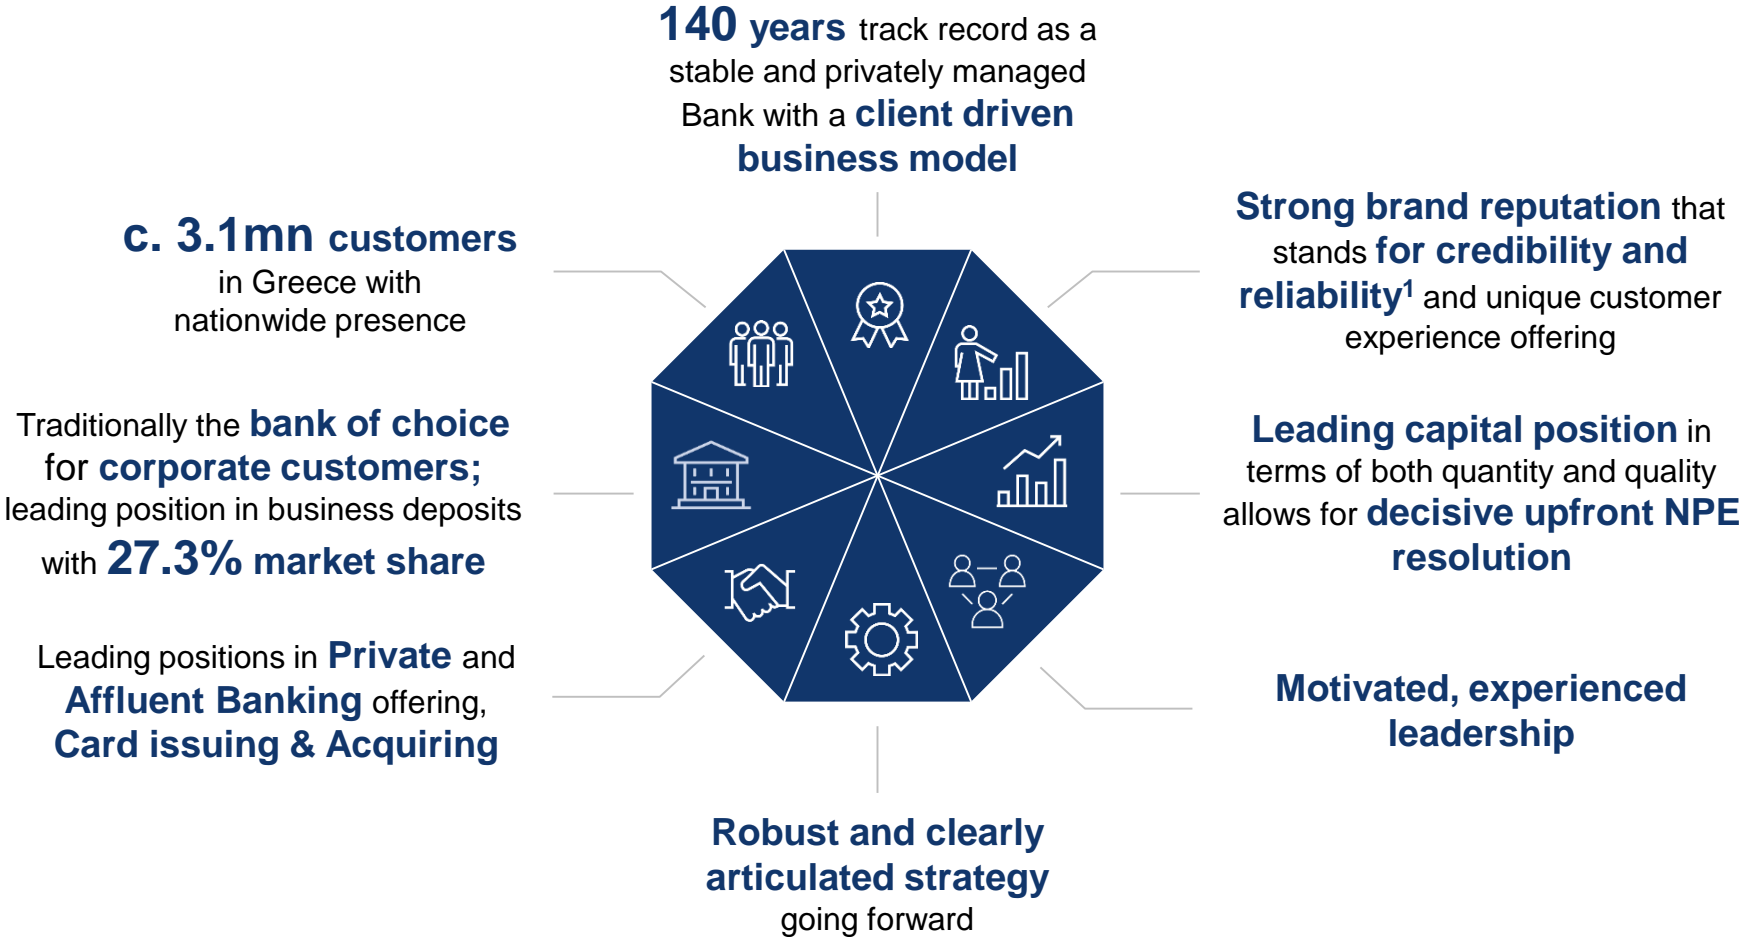 140 years track record as a
stable and privately managed
Bank with a client driven
business model
c. 3.1mn customers
in Greece with
nationwide presence
Strong brand reputation that
stands for credibility and
reliability¹ and unique customer
experience offering
Traditionally the bank of choice
for corporate customers;
leading position in business deposits
with 27.3% market share
Leading capital position in
terms of both quantity and quality
allows for decisive upfront NPE
resolution
Leading positions in Private and
Affluent Banking offering,
Card issuing & Acquiring
Motivated, experienced
leadership
Robust and clearly
articulated strategy
going forward